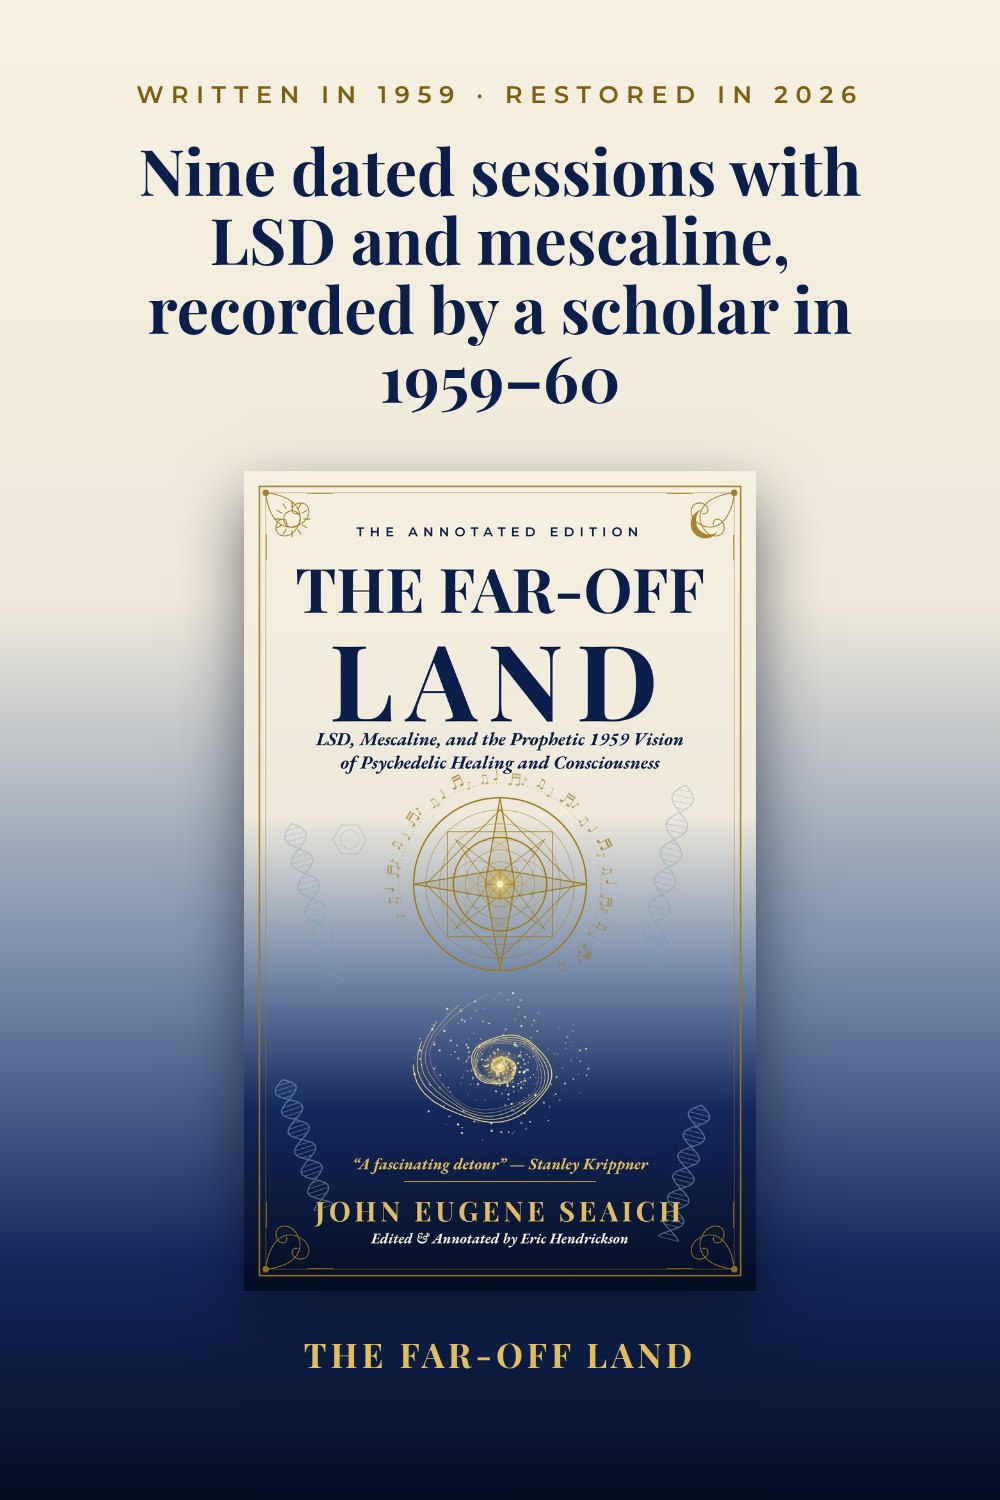 WRITTEN IN 1959 · RESTORED IN 2026
Nine dated sessions with
LSD and mescaline,
recorded by a scholar in
1959–60
THE ANNOTATED EDITION
THE FAR-OFF
LAND
LSD, Mescaline, and the Prophetic 1959 Vision
of Psychedelic Healing and Consciousness
“A fascinating detour” — Stanley Krippner
JOHN EUGENE SEAICH
Edited & Annotated by Eric Hendrickson
THE FAR-OFF LAND